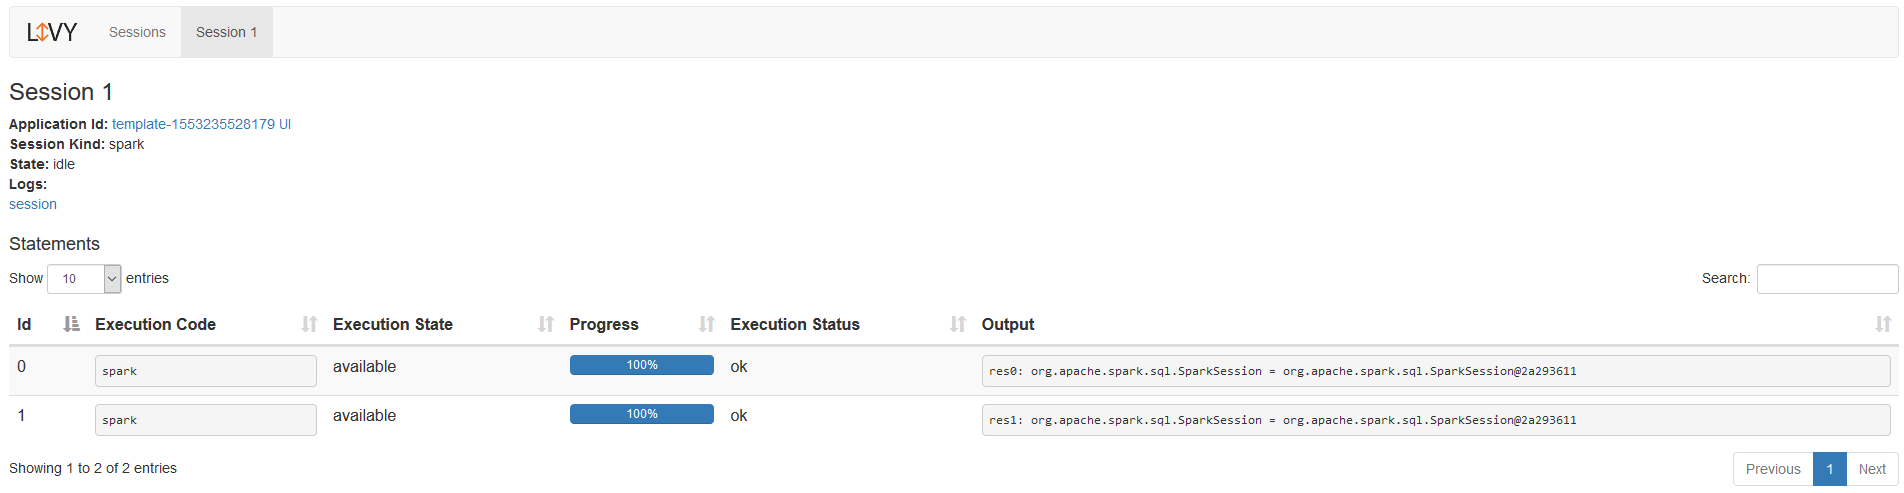 LIVY Sessions Session 1
Session 1
Application Id: template-1553235528179 UI
Session Kind: spark
State: idle
Logs:
session
Statements
Show 10 entries Search:
Id Execution Code Execution State Progress Execution Status Output
0 spark available 100% ok res0: org.apache.spark.sql.SparkSession = org.apache.spark.sql.SparkSession@2a293611
1 spark available 100% ok res1: org.apache.spark.sql.SparkSession = org.apache.spark.sql.SparkSession@2a293611
Showing 1 to 2 of 2 entries Previous 1 Next